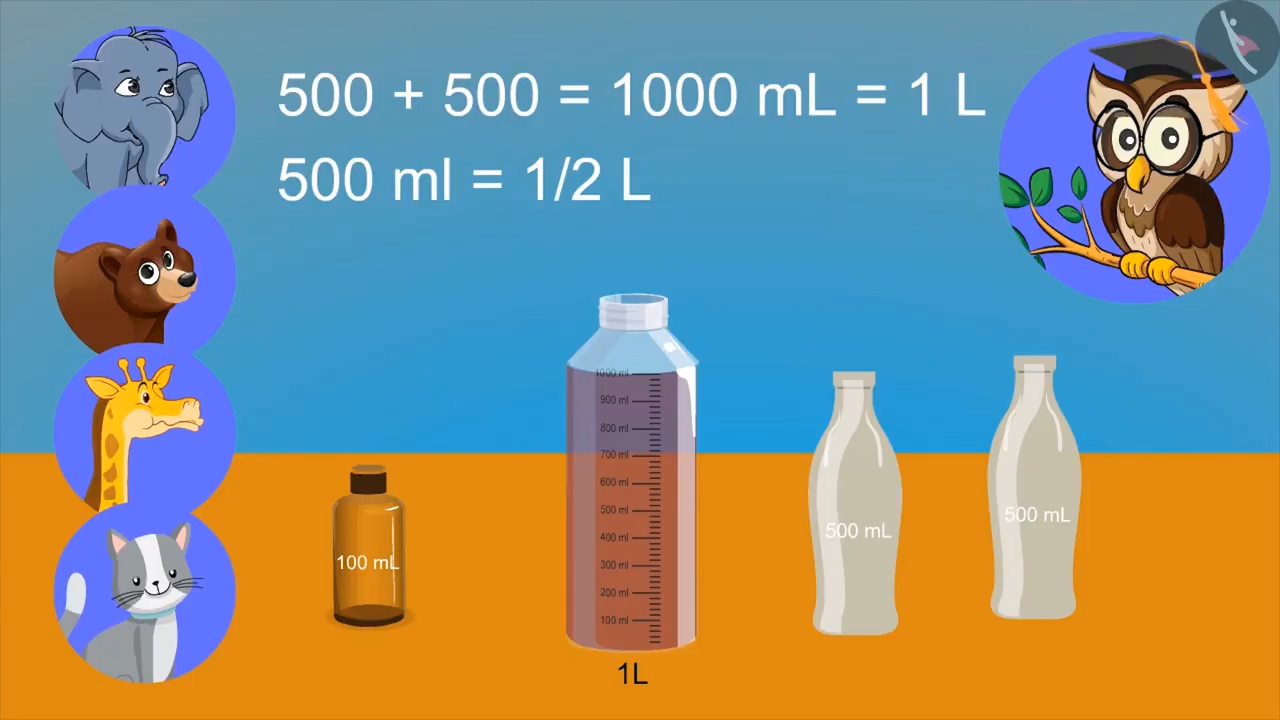 500 + 500 = 1000 mL = 1 L
500 ml = 1/2 L
1000 ml
900 ml
800 ml
700 ml
600 ml
500 ml
400 ml
300 ml
200 ml
100 ml
100 mL
500 mL
500 mL
1L